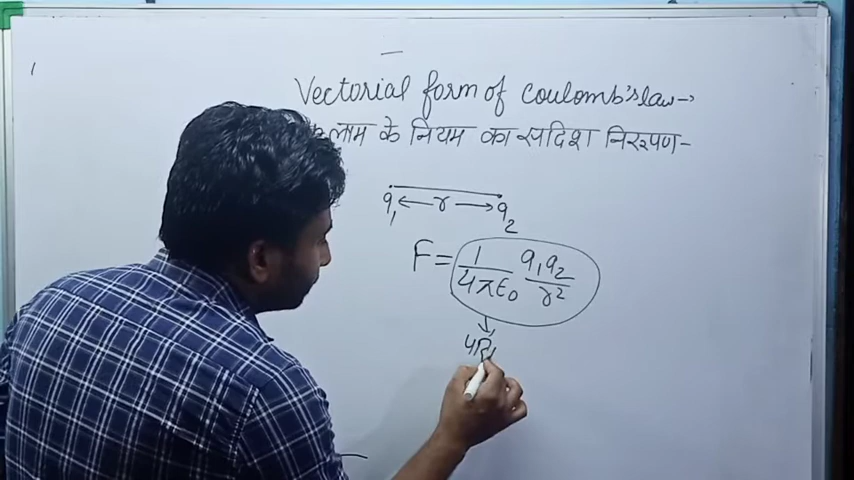 Vectorial form of Coulomb's law→
के नियम का सदिश निरूपण-
q₁ ← r → q₂
F = 1/4πε₀ q₁q₂/r²